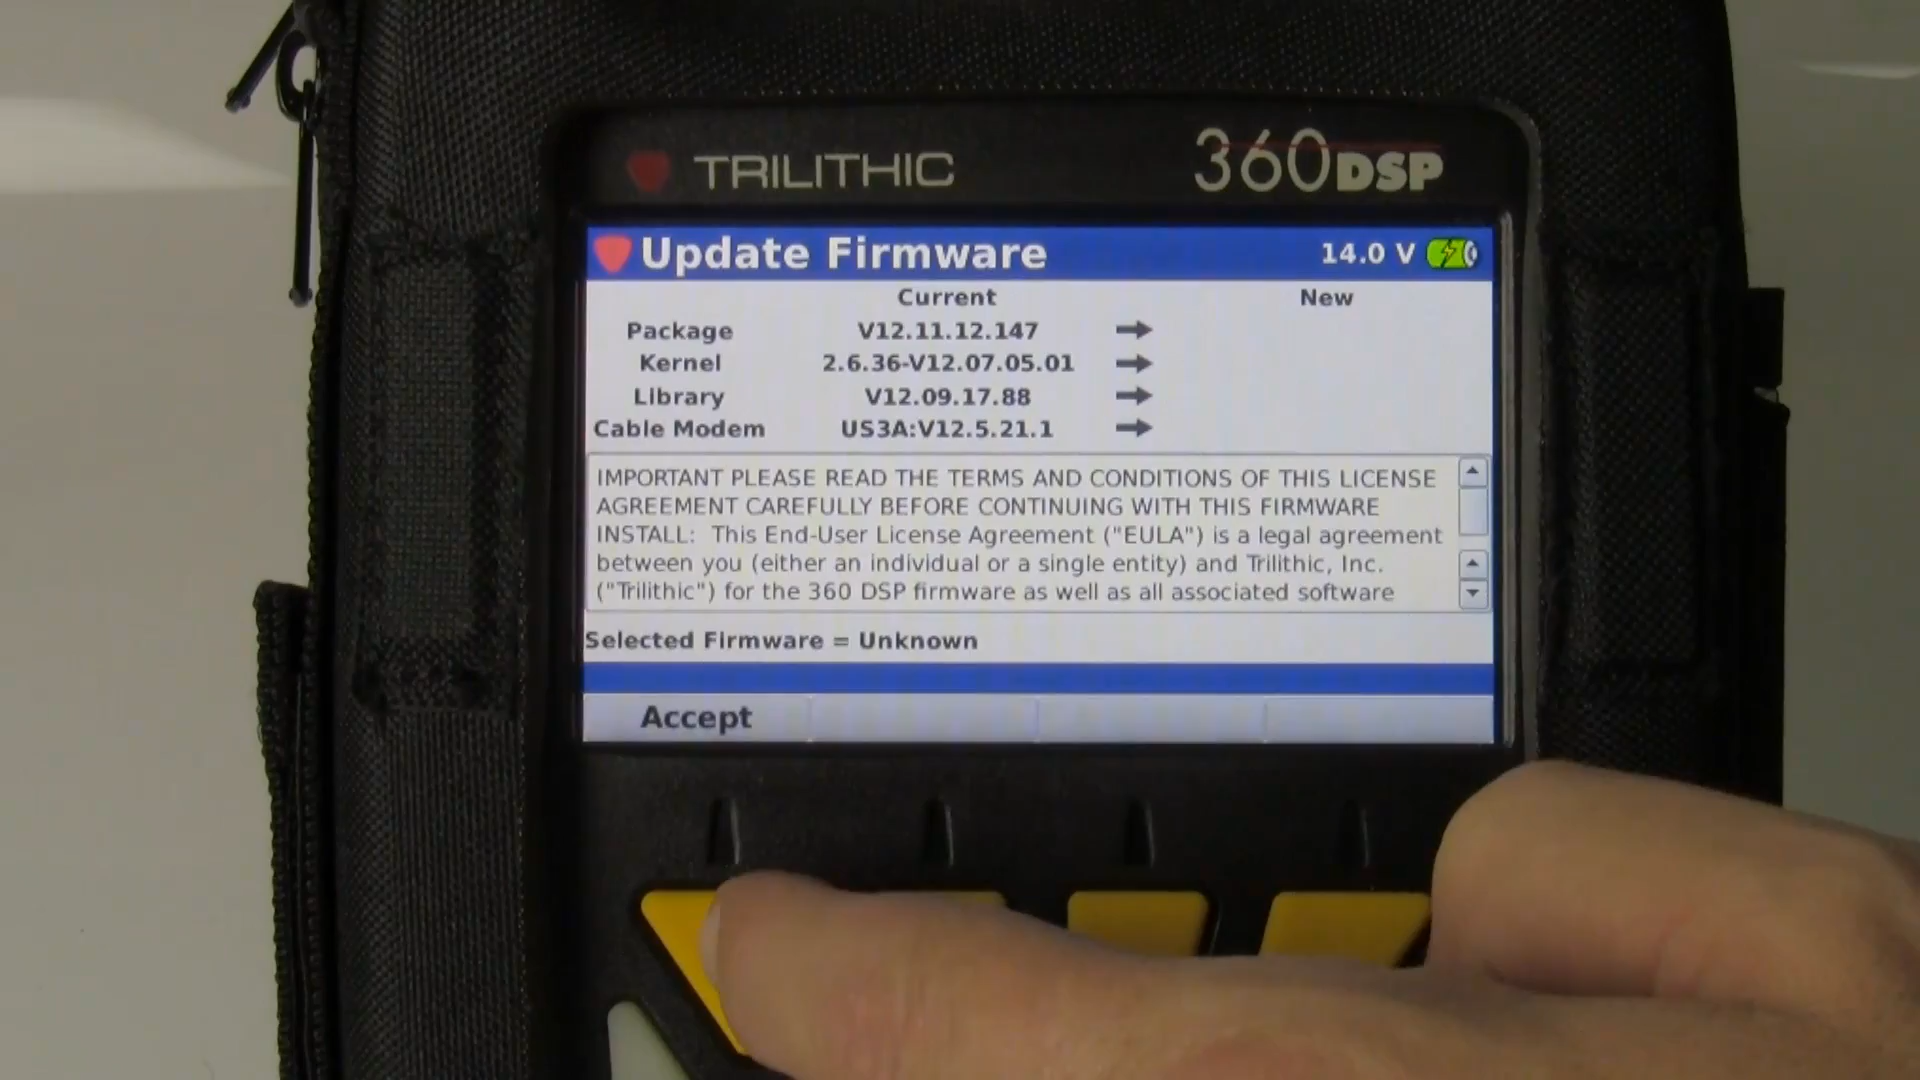 TRILITHIC
360DSP
Update Firmware 14.0 V
Current New
Package V12.11.12.147
Kernel 2.6.36-V12.07.05.01
Library V12.09.17.88
Cable Modem US3A:V12.5.21.1
IMPORTANT PLEASE READ THE TERMS AND CONDITIONS OF THIS LICENSE
AGREEMENT CAREFULLY BEFORE CONTINUING WITH THIS FIRMWARE
INSTALL: This End-User License Agreement ("EULA") is a legal agreement
between you (either an individual or a single entity) and Trilithic, Inc.
("Trilithic") for the 360 DSP firmware as well as all associated software
Selected Firmware = Unknown
Accept